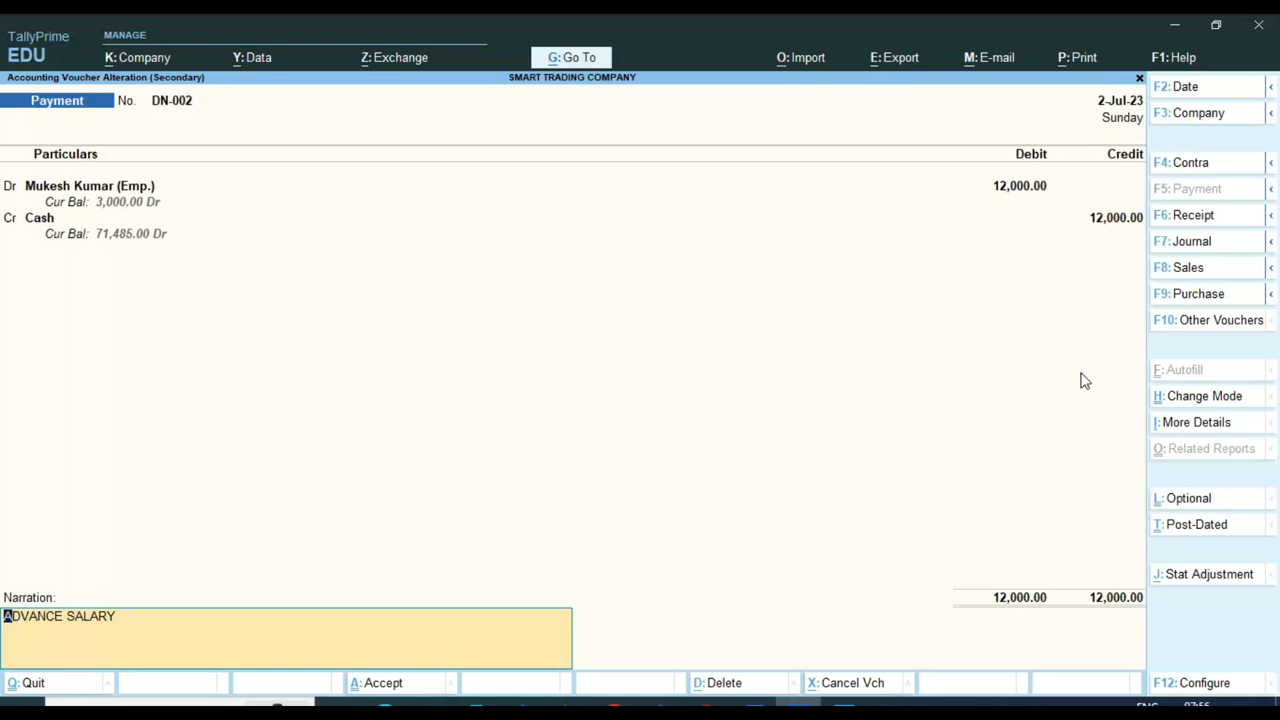 TallyPrime
EDU
MANAGE
K: Company
Y: Data
Z: Exchange
G: Go To
O: Import
E: Export
M: E-mail
P: Print
F1: Help
Accounting Voucher Alteration (Secondary)
SMART TRADING COMPANY
Payment No. DN-002
2-Jul-23
Sunday
Particulars Debit Credit
Dr Mukesh Kumar (Emp.) 12,000.00
Cur Bal: 3,000.00 Dr
Cr Cash 12,000.00
Cur Bal: 71,485.00 Dr
Narration: 12,000.00 12,000.00
ADVANCE SALARY
Q: Quit
A: Accept
D: Delete
X: Cancel Vch
F2: Date
F3: Company
F4: Contra
F5: Payment
F6: Receipt
F7: Journal
F8: Sales
F9: Purchase
F10: Other Vouchers
F: Autofill
H: Change Mode
I: More Details
O: Related Reports
L: Optional
T: Post-Dated
J: Stat Adjustment
F12: Configure